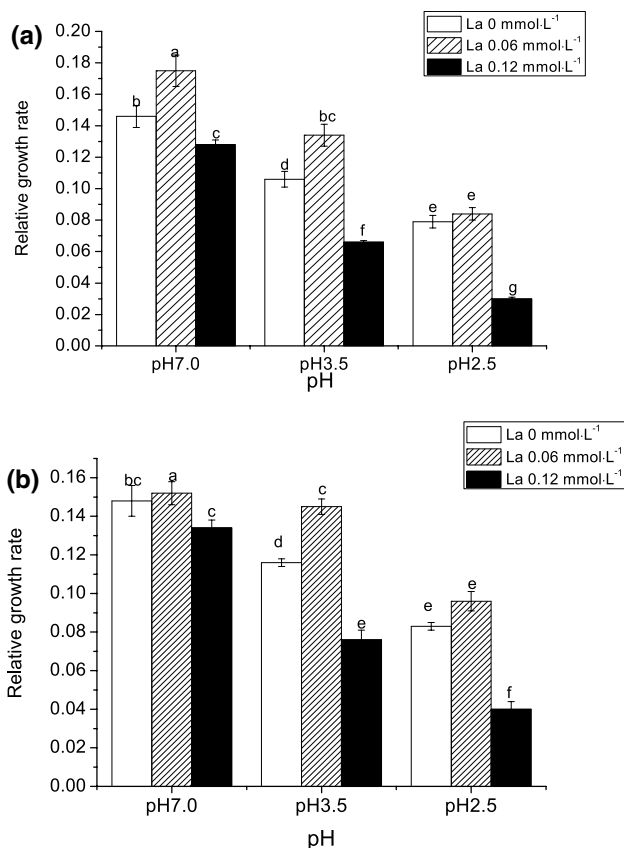 (a)
La 0 mmol·L⁻¹
La 0.06 mmol·L⁻¹
La 0.12 mmol·L⁻¹
Relative growth rate
0.20
0.18
0.16
0.14
0.12
0.10
0.08
0.06
0.04
0.02
0.00
b
a
c
d
bc
f
e
e
g
pH7.0
pH3.5
pH2.5
pH
(b)
La 0 mmol·L⁻¹
La 0.06 mmol·L⁻¹
La 0.12 mmol·L⁻¹
Relative growth rate
0.16
0.14
0.12
0.10
0.08
0.06
0.04
0.02
0.00
bc
a
c
d
c
e
e
e
f
pH7.0
pH3.5
pH2.5
pH